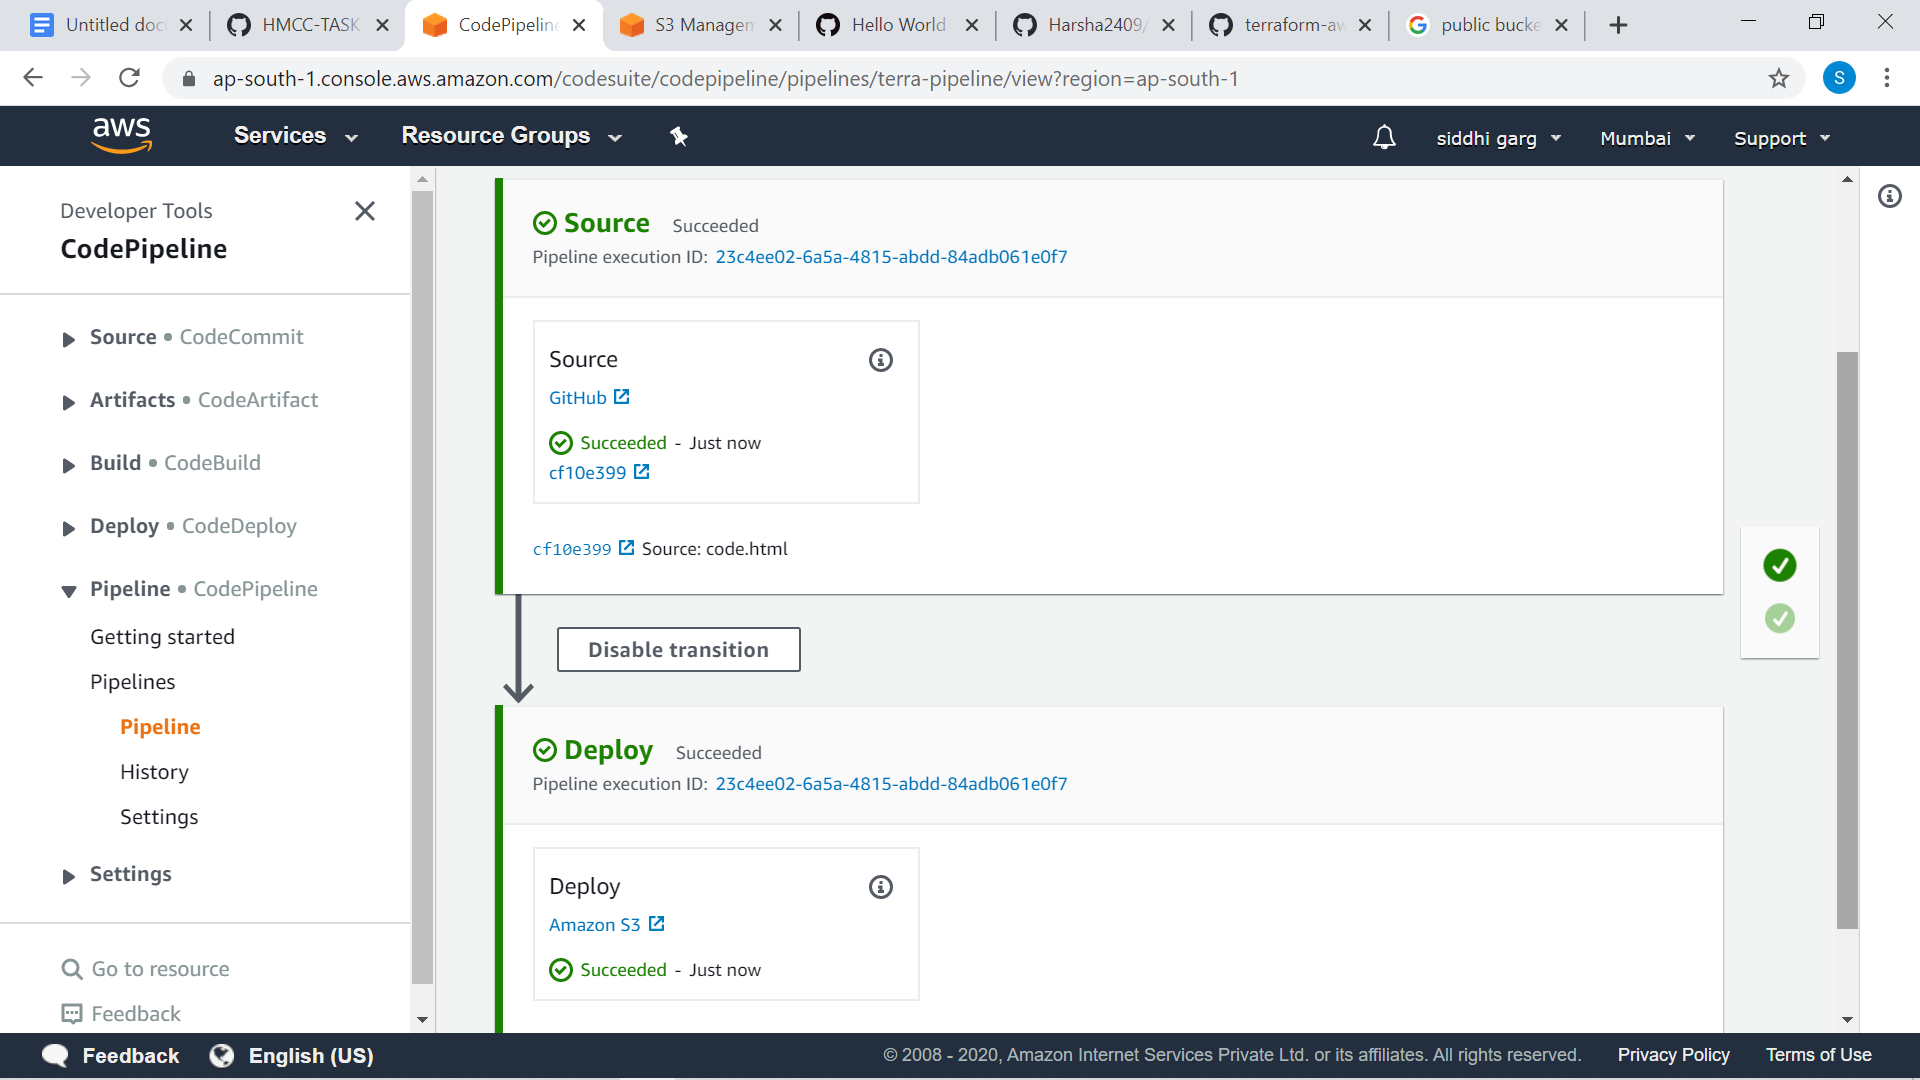 Untitled doc
HMCC-TASK
CodePipeline
S3 Managem
Hello World
Harsha2409/
terraform-aw
public bucke
ap-south-1.console.aws.amazon.com/codesuite/codepipeline/pipelines/terra-pipeline/view?region=ap-south-1
S
aws
Services
Resource Groups
siddhi garg
Mumbai
Support
Developer Tools
CodePipeline
Source • CodeCommit
Artifacts • CodeArtifact
Build • CodeBuild
Deploy • CodeDeploy
Pipeline • CodePipeline
Getting started
Pipelines
Pipeline
History
Settings
Settings
Go to resource
Feedback
Source Succeeded
Pipeline execution ID: 23c4ee02-6a5a-4815-abdd-84adb061e0f7
Source
GitHub
Succeeded - Just now
cf10e399
cf10e399 Source: code.html
Disable transition
Deploy Succeeded
Pipeline execution ID: 23c4ee02-6a5a-4815-abdd-84adb061e0f7
Deploy
Amazon S3
Succeeded - Just now
Feedback
English (US)
© 2008 - 2020, Amazon Internet Services Private Ltd. or its affiliates. All rights reserved.
Privacy Policy
Terms of Use